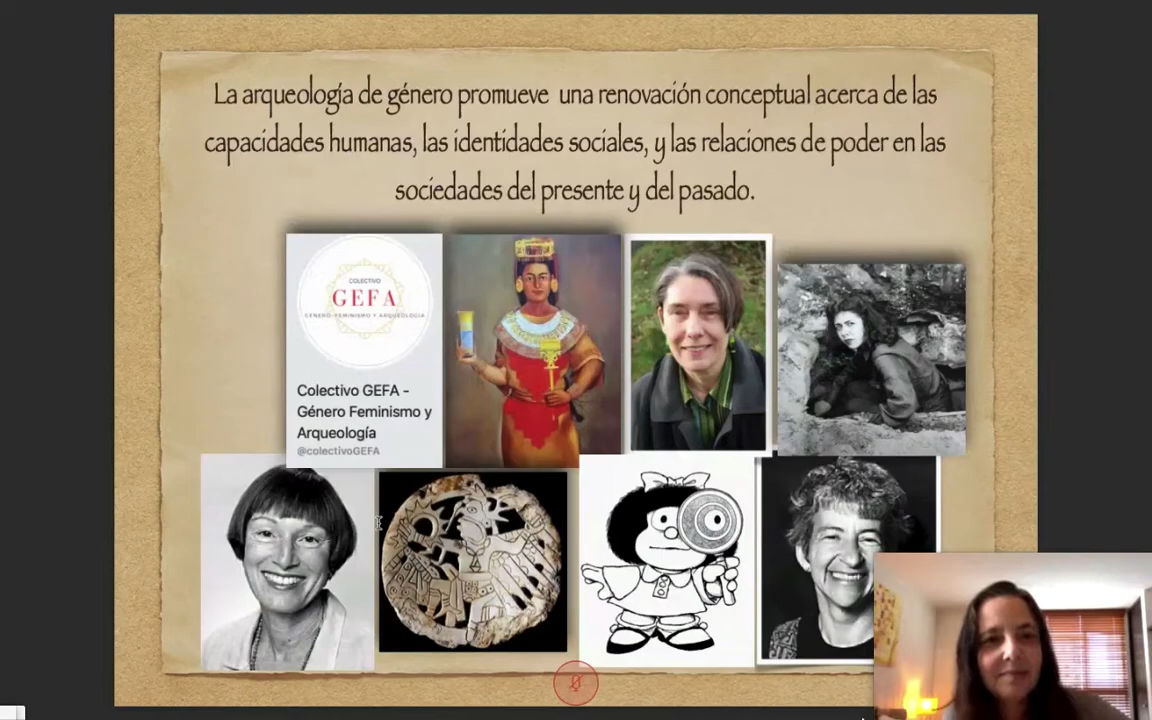 La arqueología de género promueve una renovación conceptual acerca de las
capacidades humanas, las identidades sociales, y las relaciones de poder en las
sociedades del presente y del pasado.
COLECTIVO
GEFA
GÉNERO·FEMINISMO Y ARQUEOLOGÍA
Colectivo GEFA -
Género Feminismo y
Arqueología
@colectivoGEFA